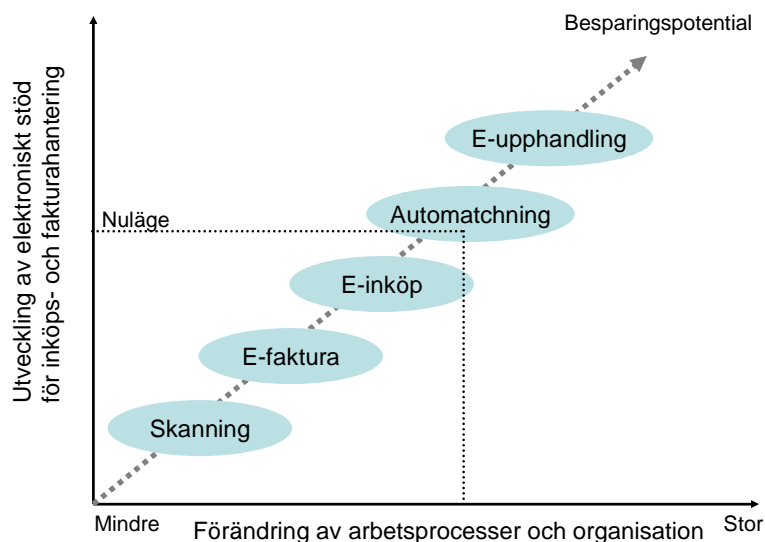 Besparingspotential
Utveckling av elektroniskt stöd
för inköps- och fakturahantering
E-upphandling
Automatchning
Nuläge
E-inköp
E-faktura
Skanning
Mindre
Förändring av arbetsprocesser och organisation
Stor